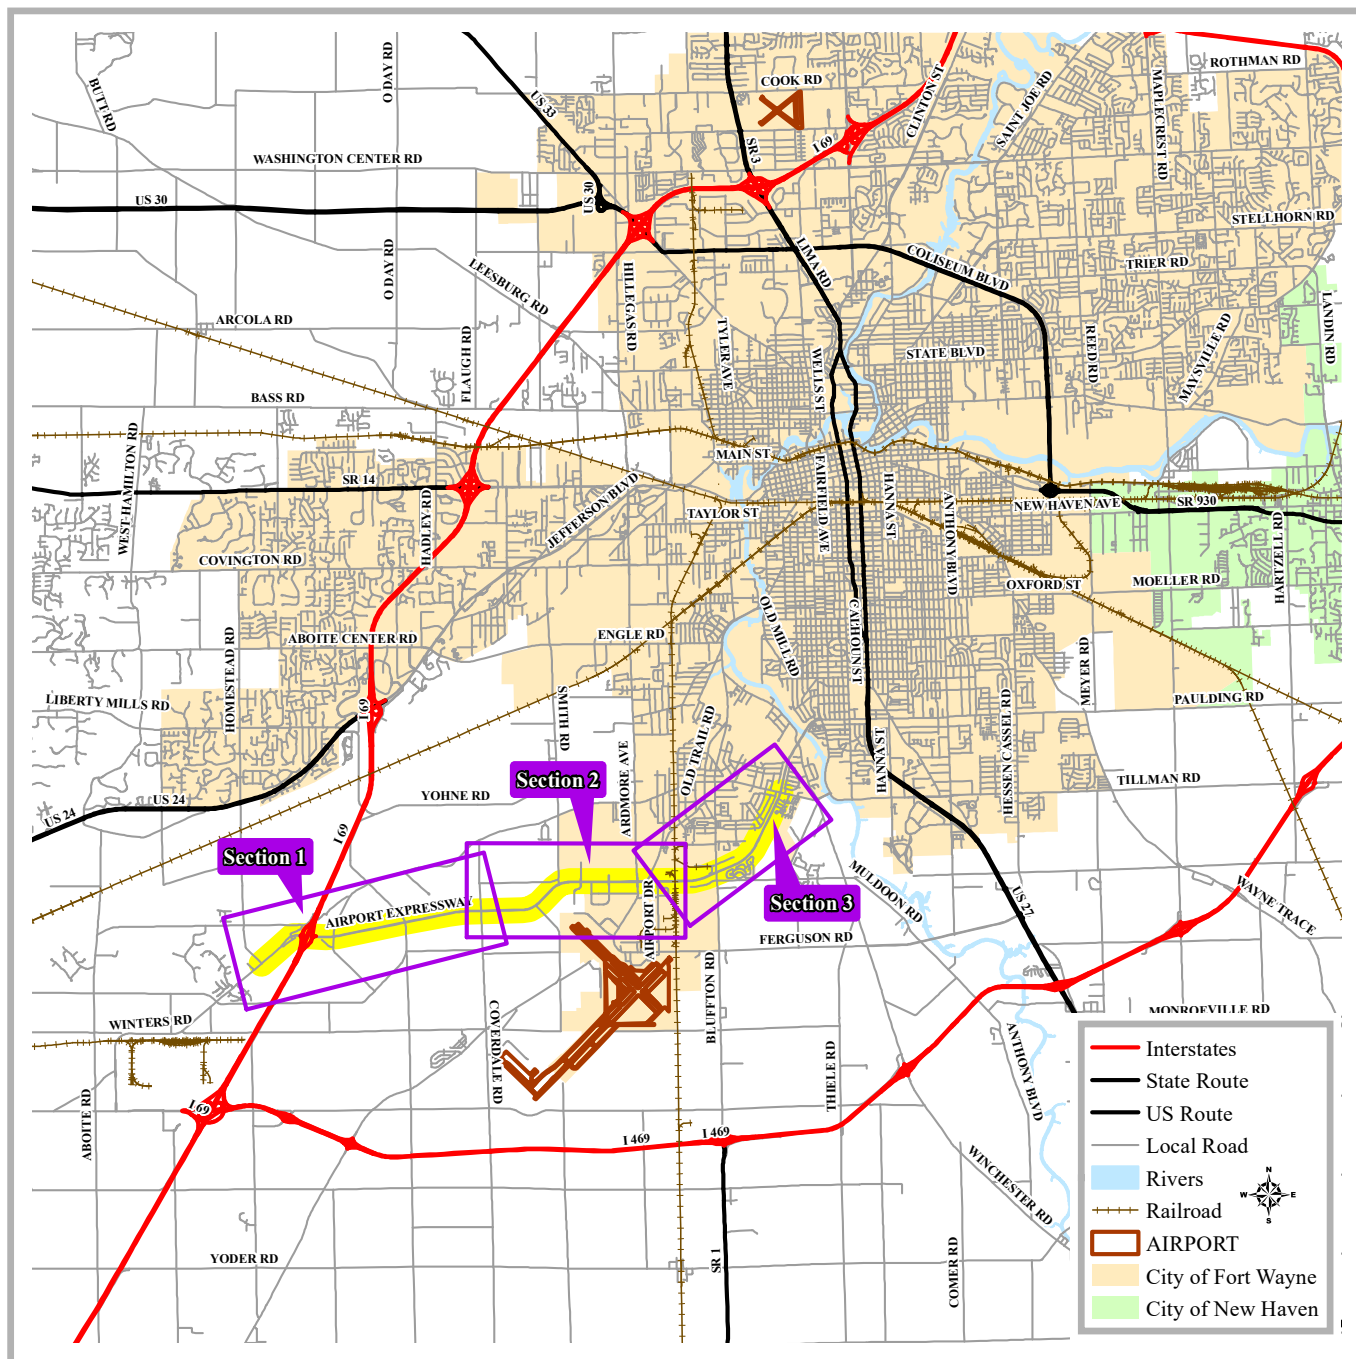 COOK RD
ROTHMAN RD
BUTT RD
O DAY RD
US 33
CLINTON ST
SAINT JOE RD
MAPLECREST RD
SR 3
I 69
WASHINGTON CENTER RD
US 30
US 30
STELLHORN RD
LIMA RD
COLISEUM BLVD
TRIER RD
O DAY RD
LEESBURG RD
HILLEGAS RD
ARCOLA RD
FLAUGH RD
TYLER AVE
WELLS ST
STATE BLVD
REED RD
MAYSVILLE RD
LANDIN RD
BASS RD
WEST HAMILTON RD
MAIN ST
SR 14
HADLEY RD
JEFFERSON BLVD
TAYLOR ST
FAIRFIELD AVE
HANNA ST
ANTHONY BLVD
NEW HAVEN AVE
SR 930
COVINGTON RD
OXFORD ST
MOELLER RD
HARTZELL RD
HOMESTEAD RD
ABOITE CENTER RD
ENGLE RD
OLD MILL RD
CALHOUN ST
MEYER RD
LIBERTY MILLS RD
I 69
SMITH RD
OLD TRAIL RD
PAULDING RD
HESSEN CASSEL RD
HANNA ST
ARDMORE AVE
Section 2
TILLMAN RD
US 24
US 24
YOHNE RD
I 69
Section 1
MULDOON RD
US 27
WAYNE TRACE
AIRPORT EXPRESSWAY
Section 3
AIRPORT DR
FERGUSON RD
BLUFFTON RD
COVERDALE RD
WINTERS RD
MONROEVILLE RD
ANTHONY BLVD
THIELE RD
ABOITE RD
I 69
I 469
I 469
WINCHESTER RD
YODER RD
SR 1
COMER RD
Interstates
State Route
US Route
Local Road
Rivers
Railroad
AIRPORT
City of Fort Wayne
City of New Haven
N
W E
S